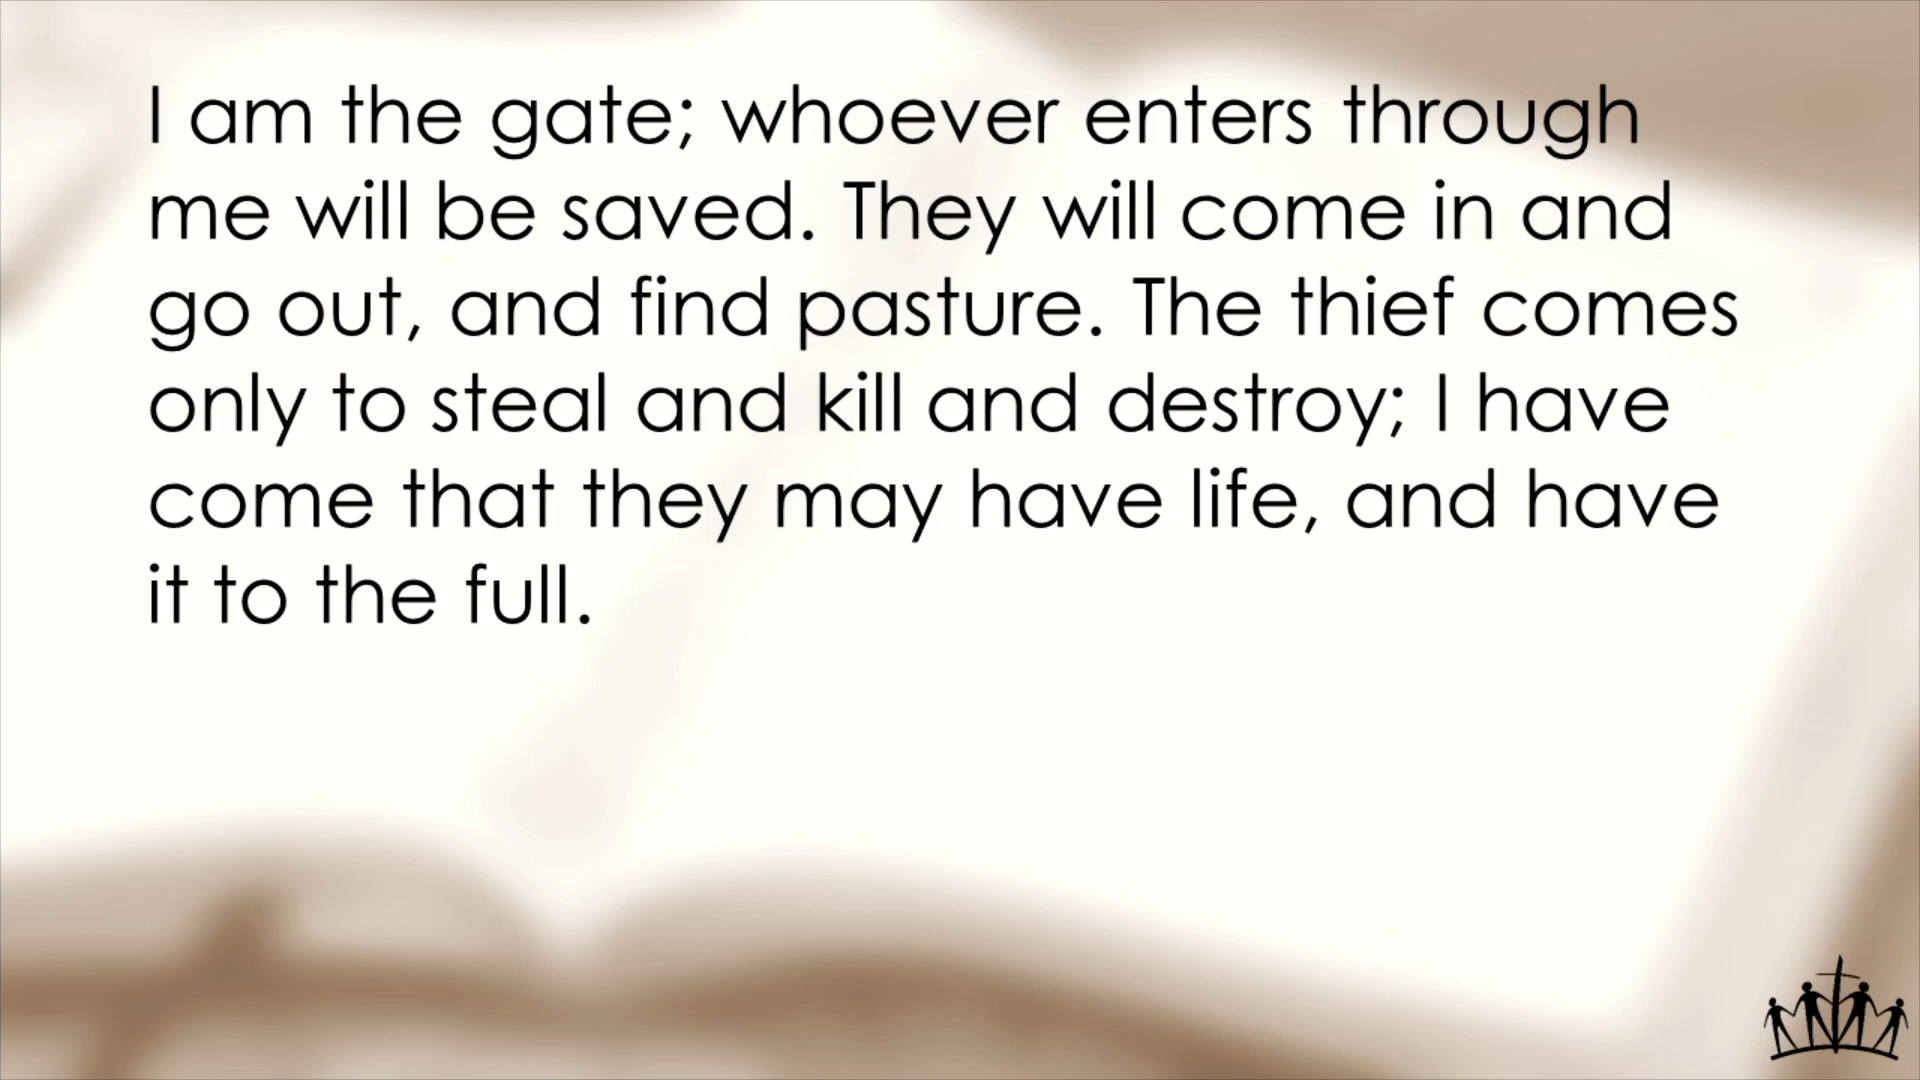 I am the gate; whoever enters through
me will be saved. They will come in and
go out, and find pasture. The thief comes
only to steal and kill and destroy; I have
come that they may have life, and have
it to the full.